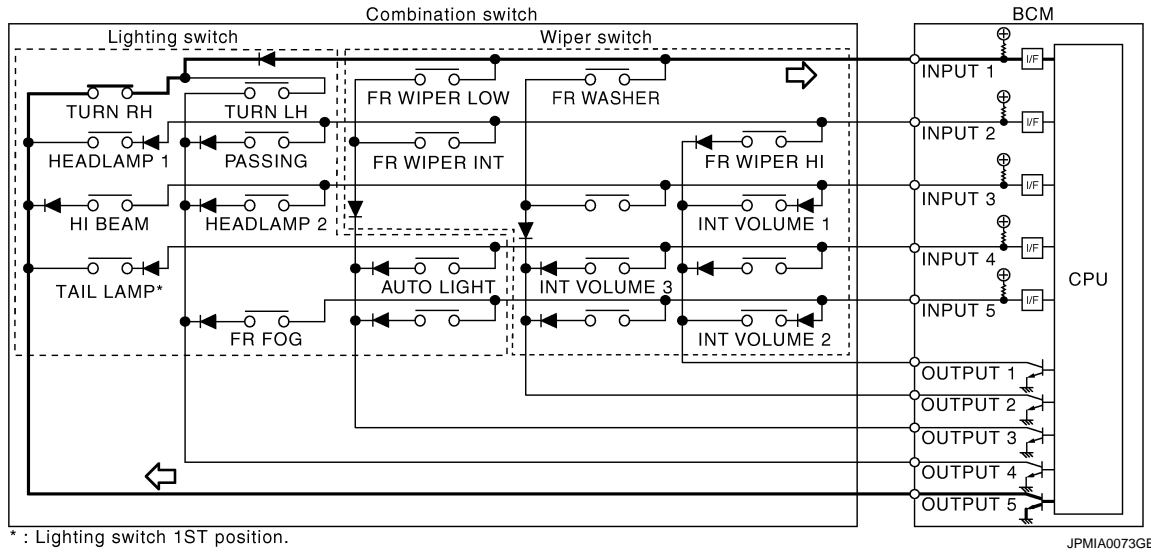 Combination switch
BCM
Lighting switch
Wiper switch
INPUT 1
I/F
TURN RH
TURN LH
FR WIPER LOW
FR WASHER
INPUT 2
I/F
HEADLAMP 1
PASSING
FR WIPER INT
FR WIPER HI
INPUT 3
I/F
HI BEAM
HEADLAMP 2
INT VOLUME 1
INPUT 4
I/F
TAIL LAMP*
AUTO LIGHT
INT VOLUME 3
CPU
INPUT 5
I/F
FR FOG
INT VOLUME 2
OUTPUT 1
OUTPUT 2
OUTPUT 3
OUTPUT 4
OUTPUT 5
* : Lighting switch 1ST position.
JPMIA0073GB